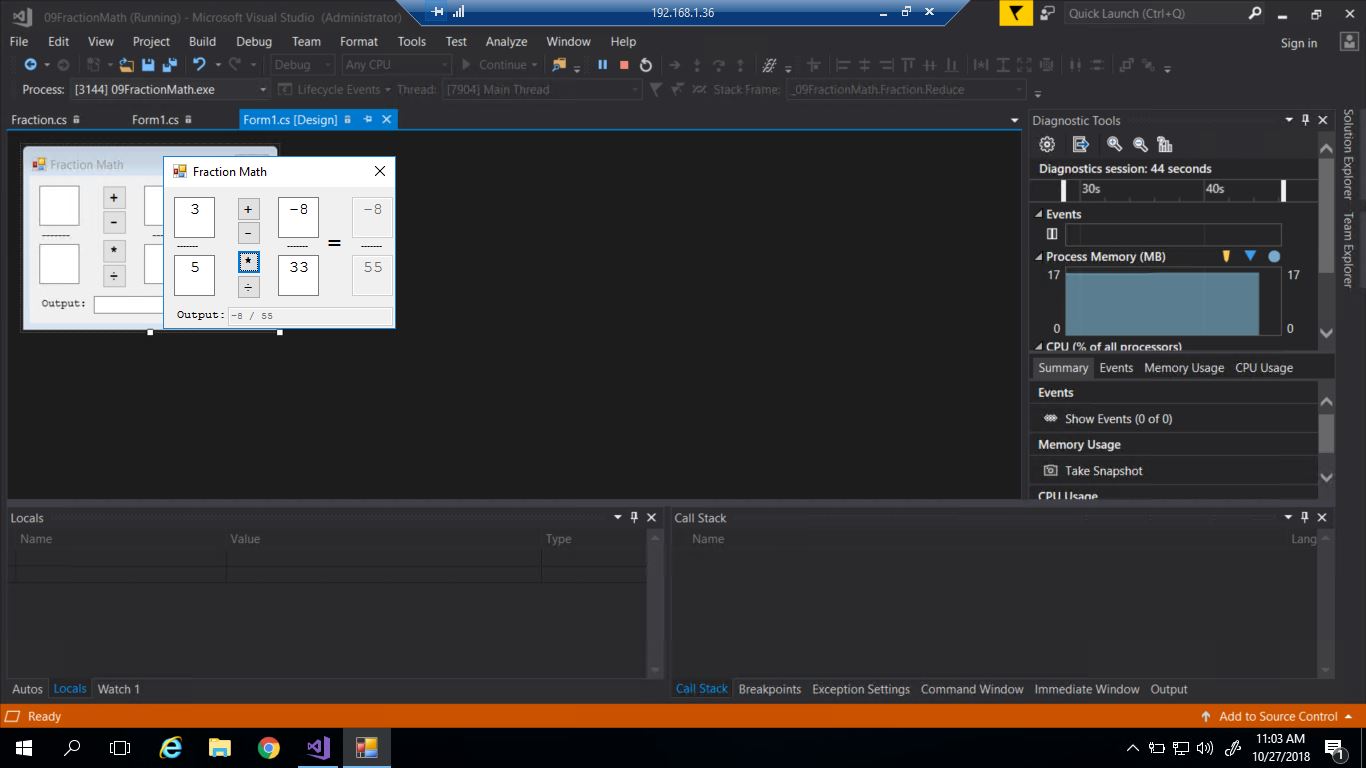 09FractionMath (Running) - Microsoft Visual Studio (Administrator)
192.168.1.36
Quick Launch (Ctrl+Q)
File Edit View Project Build Debug Team Format Tools Test Analyze Window Help
Sign in
Debug Any CPU Continue
Process: [3144] 09FractionMath.exe Lifecycle Events Thread: [7904] Main Thread Stack Frame: _09FractionMath.Fraction.Reduce
Fraction.cs Form1.cs Form1.cs [Design]
Fraction Math
+
-
*
÷
Output:
Fraction Math
3 + -8 -8
- =
5 * 33 55
÷
Output: -8 / 55
Diagnostic Tools
Diagnostics session: 44 seconds
30s 40s
Events
Process Memory (MB)
17 17
0 0
CPU (% of all processors)
Summary Events Memory Usage CPU Usage
Events
Show Events (0 of 0)
Memory Usage
Take Snapshot
CPU Usage
Solution Explorer
Team Explorer
Locals
Name Value Type
Autos Locals Watch 1
Call Stack
Name Lang
Call Stack Breakpoints Exception Settings Command Window Immediate Window Output
Ready
Add to Source Control
11:03 AM
10/27/2018
1